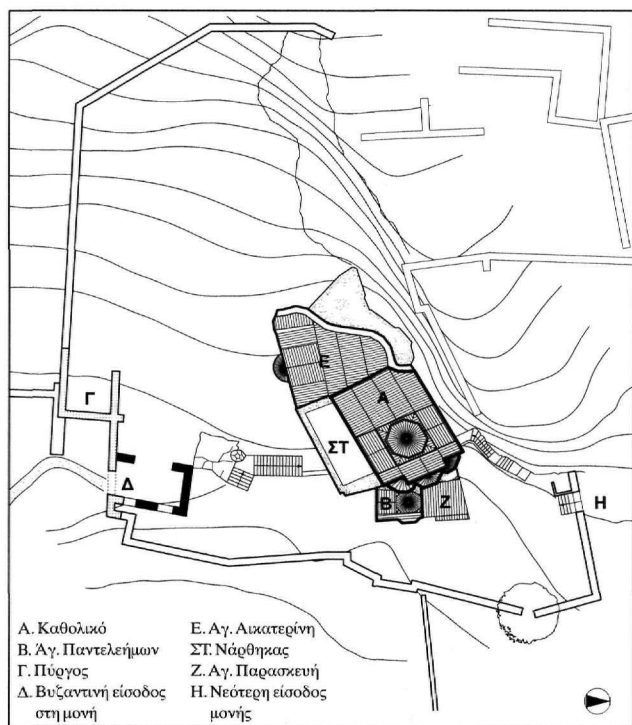 Ε
Α
Γ
ΣΤ
Δ
Β
Ζ
Η
Α. Καθολικό
Β. Άγ. Παντελεήμων
Γ. Πύργος
Δ. Βυζαντινή είσοδος
στη μονή
Ε. Αγ. Αικατερίνη
ΣΤ. Νάρθηκας
Ζ. Αγ. Παρασκευή
Η. Νεότερη είσοδος
μονής